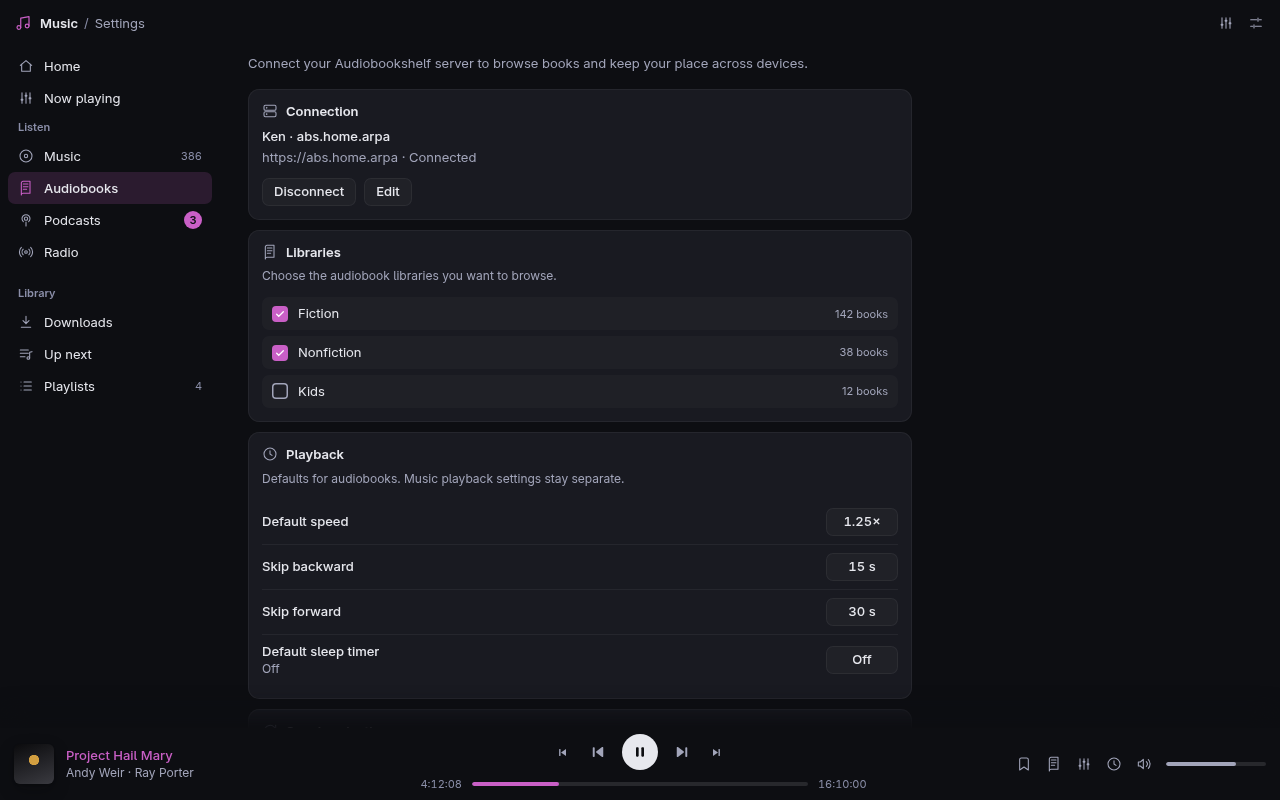 Music / Settings
Home
Now playing
Listen
Music 386
Audiobooks
Podcasts 3
Radio
Library
Downloads
Up next
Playlists 4
Connect your Audiobookshelf server to browse books and keep your place across devices.
Connection
Ken · abs.home.arpa
https://abs.home.arpa · Connected
Disconnect Edit
Libraries
Choose the audiobook libraries you want to browse.
Fiction 142 books
Nonfiction 38 books
Kids 12 books
Playback
Defaults for audiobooks. Music playback settings stay separate.
Default speed 1.25×
Skip backward 15 s
Skip forward 30 s
Default sleep timer
Off
Off
Project Hail Mary
Andy Weir · Ray Porter
4:12:08 16:10:00